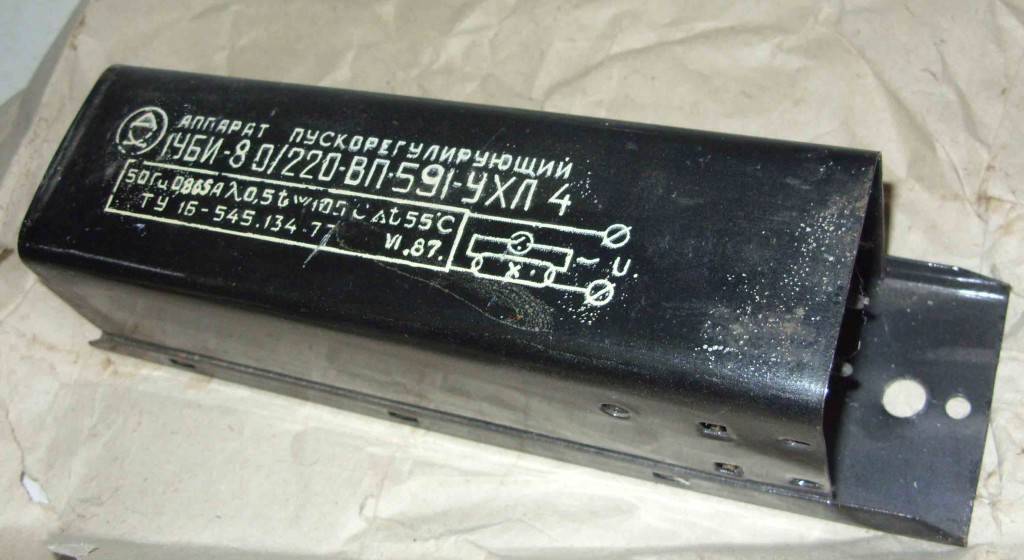 АППАРАТ ПУСКОРЕГУЛИРУЮЩИЙ
1УБИ-80/220-ВП-591-УХЛ 4
50Гц 0,865А λ0,5 tw105°C Δt55°C
ТУ 16-545.134-77 VI.87.
~ U.